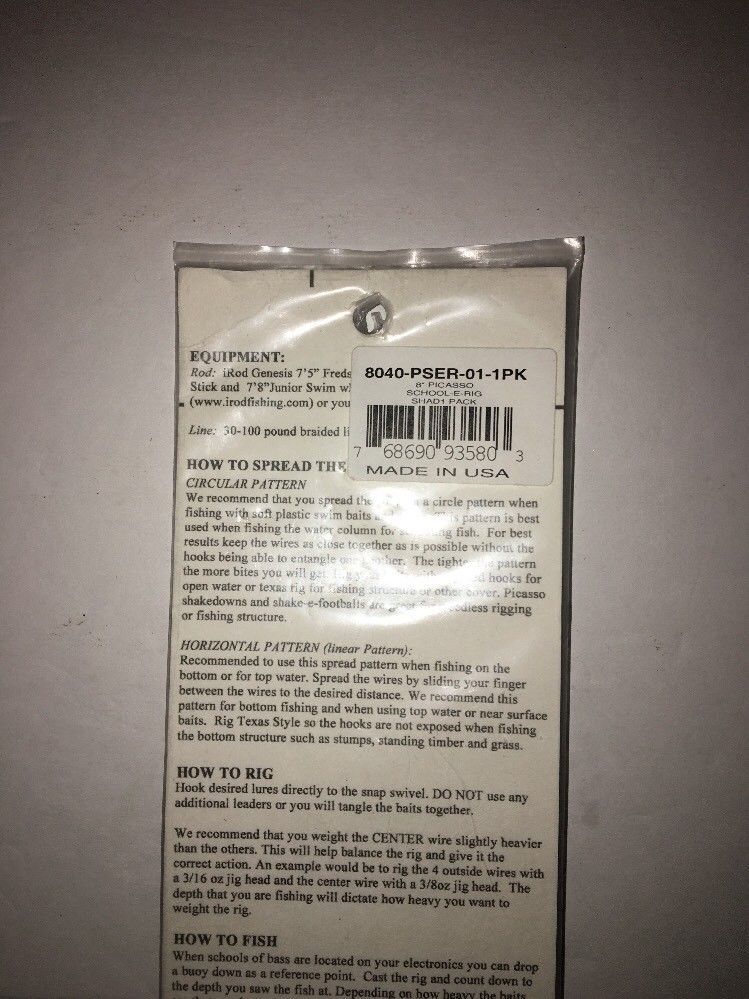 EQUIPMENT:
Rod: iRod Genesis 7'5" Freds
Stick and 7'8"Junior Swim w
(www.irodfishing.com) or you
Line: 30-100 pound braided li
8040-PSER-01-1PK
8" PICASSO
SCHOOL-E-RIG
SHAD1 PACK
7 68690 93580 3
MADE IN USA
HOW TO SPREAD THE
CIRCULAR PATTERN
We recommend that you spread the a circle pattern when
fishing with soft plastic swim baits pattern is best
used when fishing the water column for fish. For best
results keep the wires as close together as is possible without the
hooks being able to entangle The pattern
the more bites you will get. hooks for
open water or texas rig for fishing structure or other cover. Picasso
shakedowns and shake-e-footballs are great rigging
or fishing structure.
HORIZONTAL PATTERN (linear Pattern):
Recommended to use this spread pattern when fishing on the
bottom or for top water. Spread the wires by sliding your finger
between the wires to the desired distance. We recommend this
pattern for bottom fishing and when using top water or near surface
baits. Rig Texas Style so the hooks are not exposed when fishing
the bottom structure such as stumps, standing timber and grass.
HOW TO RIG
Hook desired lures directly to the snap swivel. DO NOT use any
additional leaders or you will tangle the baits together.
We recommend that you weight the CENTER wire slightly heavier
than the others. This will help balance the rig and give it the
correct action. An example would be to rig the 4 outside wires with
a 3/16 oz jig head and the center wire with a 3/8oz jig head. The
depth that you are fishing will dictate how heavy you want to
weight the rig.
HOW TO FISH
When schools of bass are located on your electronics you can drop
a buoy down as a reference point. Cast the rig and count down to
the depth you saw the fish at. Depending on how heavy the baits